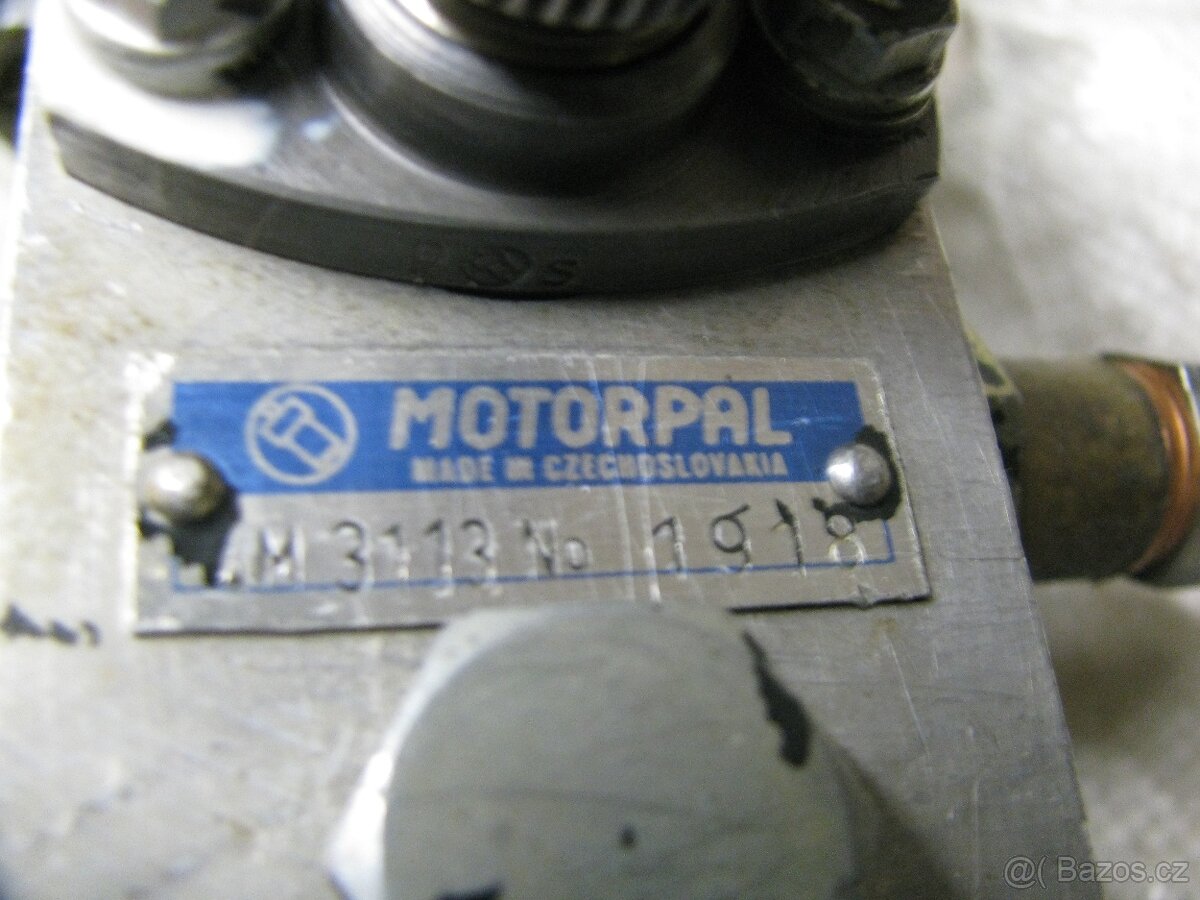 S
MOTORPAL
MADE IN CZECHOSLOVAKIA
M 3113 No 1918
Bazos.cz